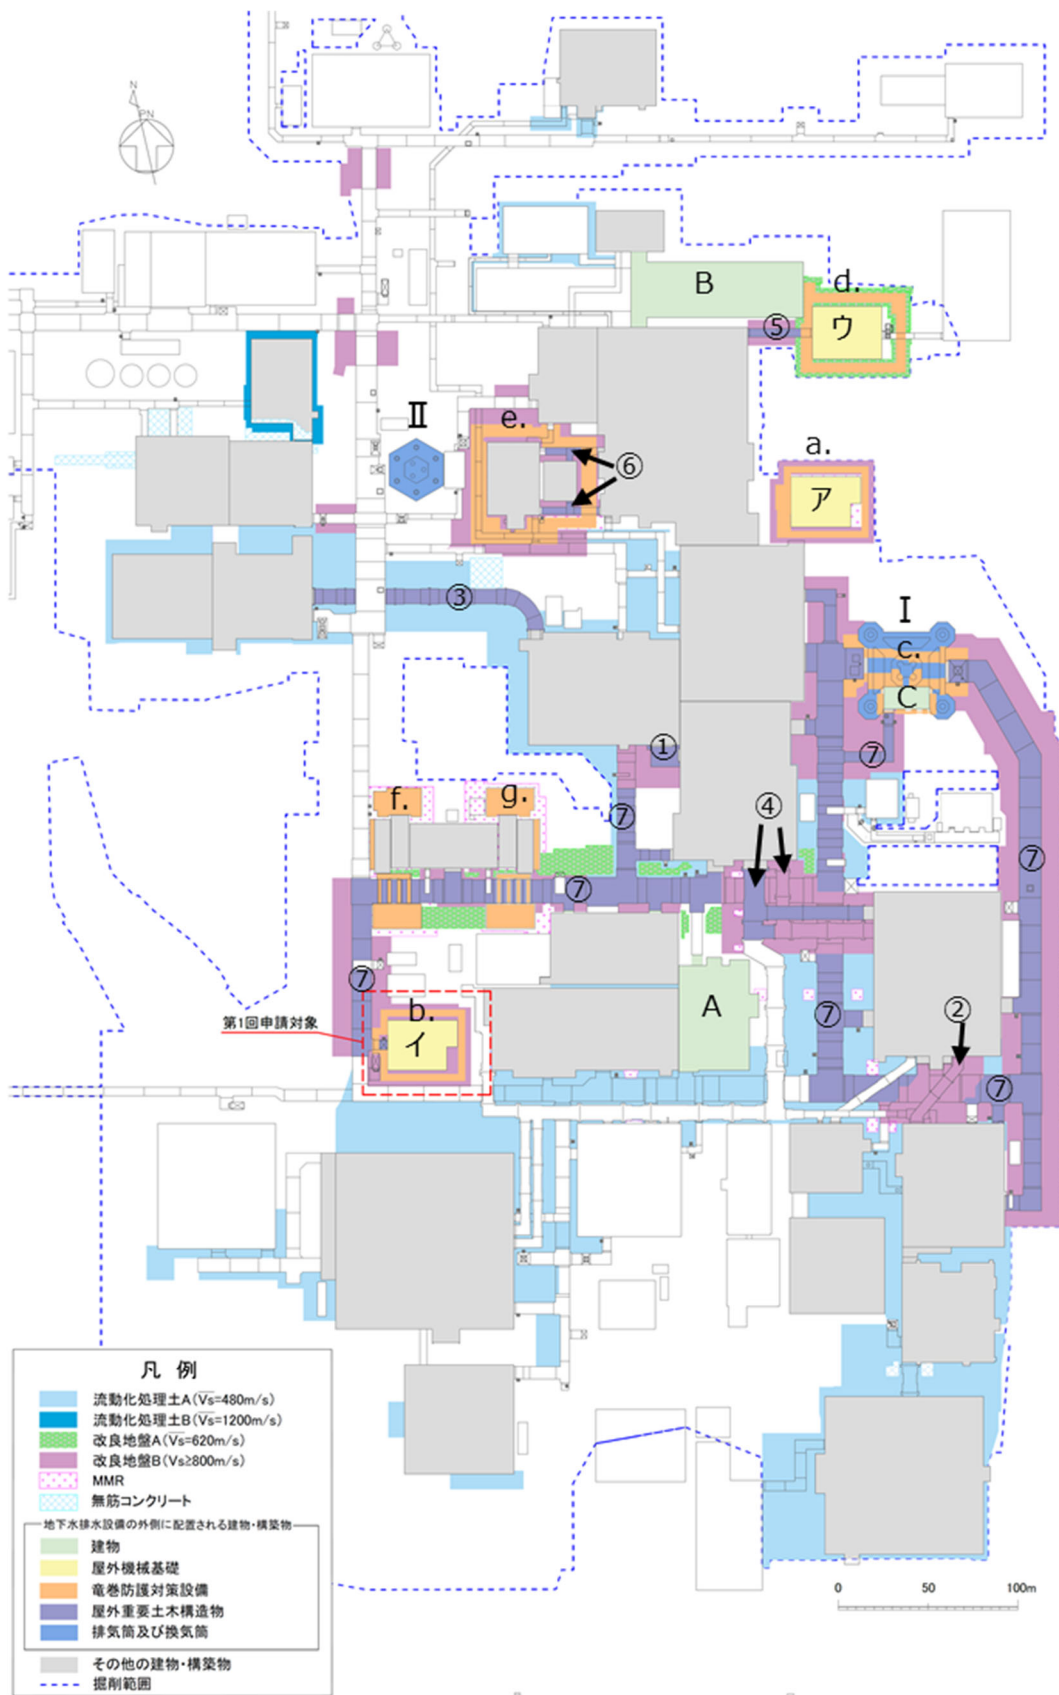 N
PN
B
d.
⑤
ウ
Ⅱ
e.
⑥
a.
ア
③
Ⅰ
c.
C
①
⑦
f.
g.
⑦
④
⑦
⑦
⑦
A
⑦
②
b.
イ
第1回申請対象
⑦
凡 例
流動化処理土A(V̅s=480m/s)
流動化処理土B(V̅s=1200m/s)
改良地盤A(V̅s=620m/s)
改良地盤B(Vs≥800m/s)
MMR
無筋コンクリート
地下水排水設備の外側に配置される建物・構築物
建物
屋外機械基礎
竜巻防護対策設備
屋外重要土木構造物
排気筒及び換気筒
その他の建物・構築物
掘削範囲
0 50 100m